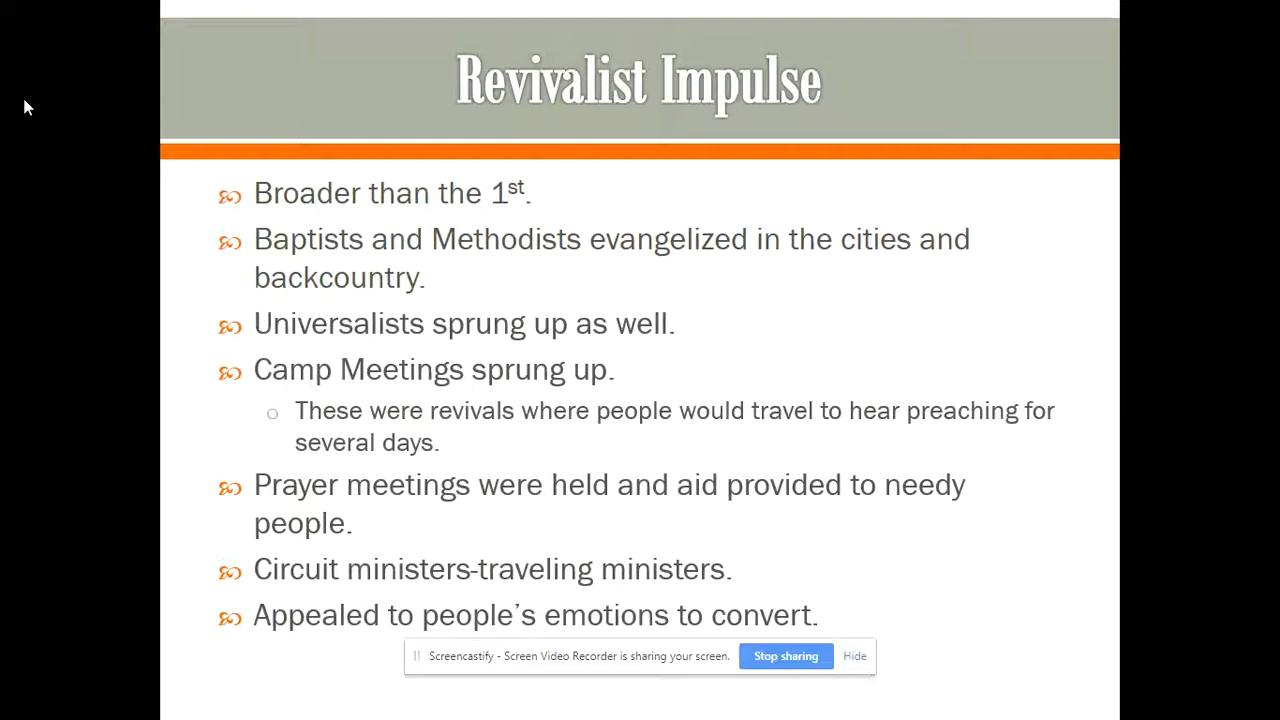 Revivalist Impulse
Broader than the 1st.
Baptists and Methodists evangelized in the cities and
backcountry.
Universalists sprung up as well.
Camp Meetings sprung up.
These were revivals where people would travel to hear preaching for
several days.
Prayer meetings were held and aid provided to needy
people.
Circuit ministers-traveling ministers.
Appealed to people’s emotions to convert.
Screencastify - Screen Video Recorder is sharing your screen. Stop sharing Hide